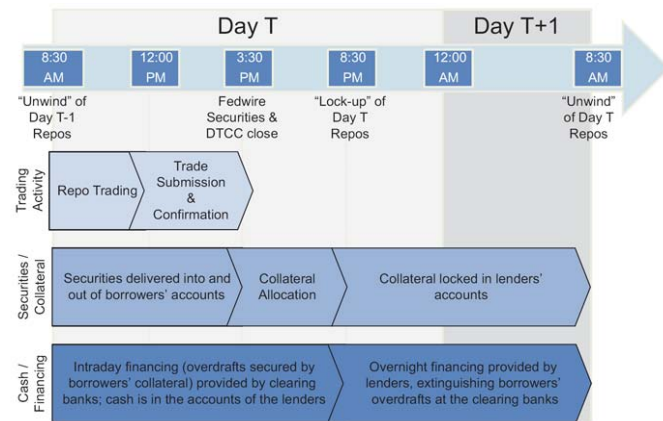 Day T
Day T+1
8:30
AM
12:00
PM
3:30
PM
8:30
PM
12:00
AM
8:30
AM
“Unwind” of
Day T-1
Repos
Fedwire
Securities &
DTCC close
“Lock-up” of
Day T
Repos
“Unwind”
of Day T
Repos
Trading
Activity
Repo Trading
Trade
Submission
&
Confirmation
Securities /
Collateral
Securities delivered into and
out of borrowers’ accounts
Collateral
Allocation
Collateral locked in lenders’
accounts
Cash /
Financing
Intraday financing (overdrafts secured by
borrowers’ collateral) provided by clearing
banks; cash is in the accounts of the lenders
Overnight financing provided by
lenders, extinguishing borrowers’
overdrafts at the clearing banks